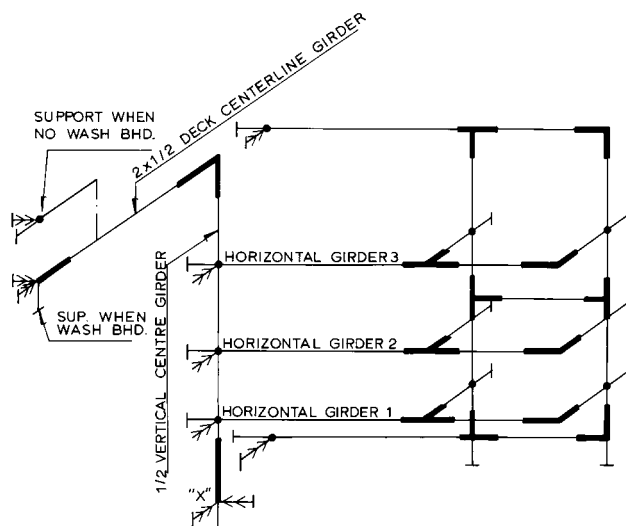 SUPPORT WHEN
NO WASH BHD.
2x1/2 DECK CENTERLINE GIRDER
HORIZONTAL GIRDER 3
SUP. WHEN
WASH BHD.
1/2 VERTICAL CENTRE GIRDER
HORIZONTAL GIRDER 2
HORIZONTAL GIRDER 1
"X"